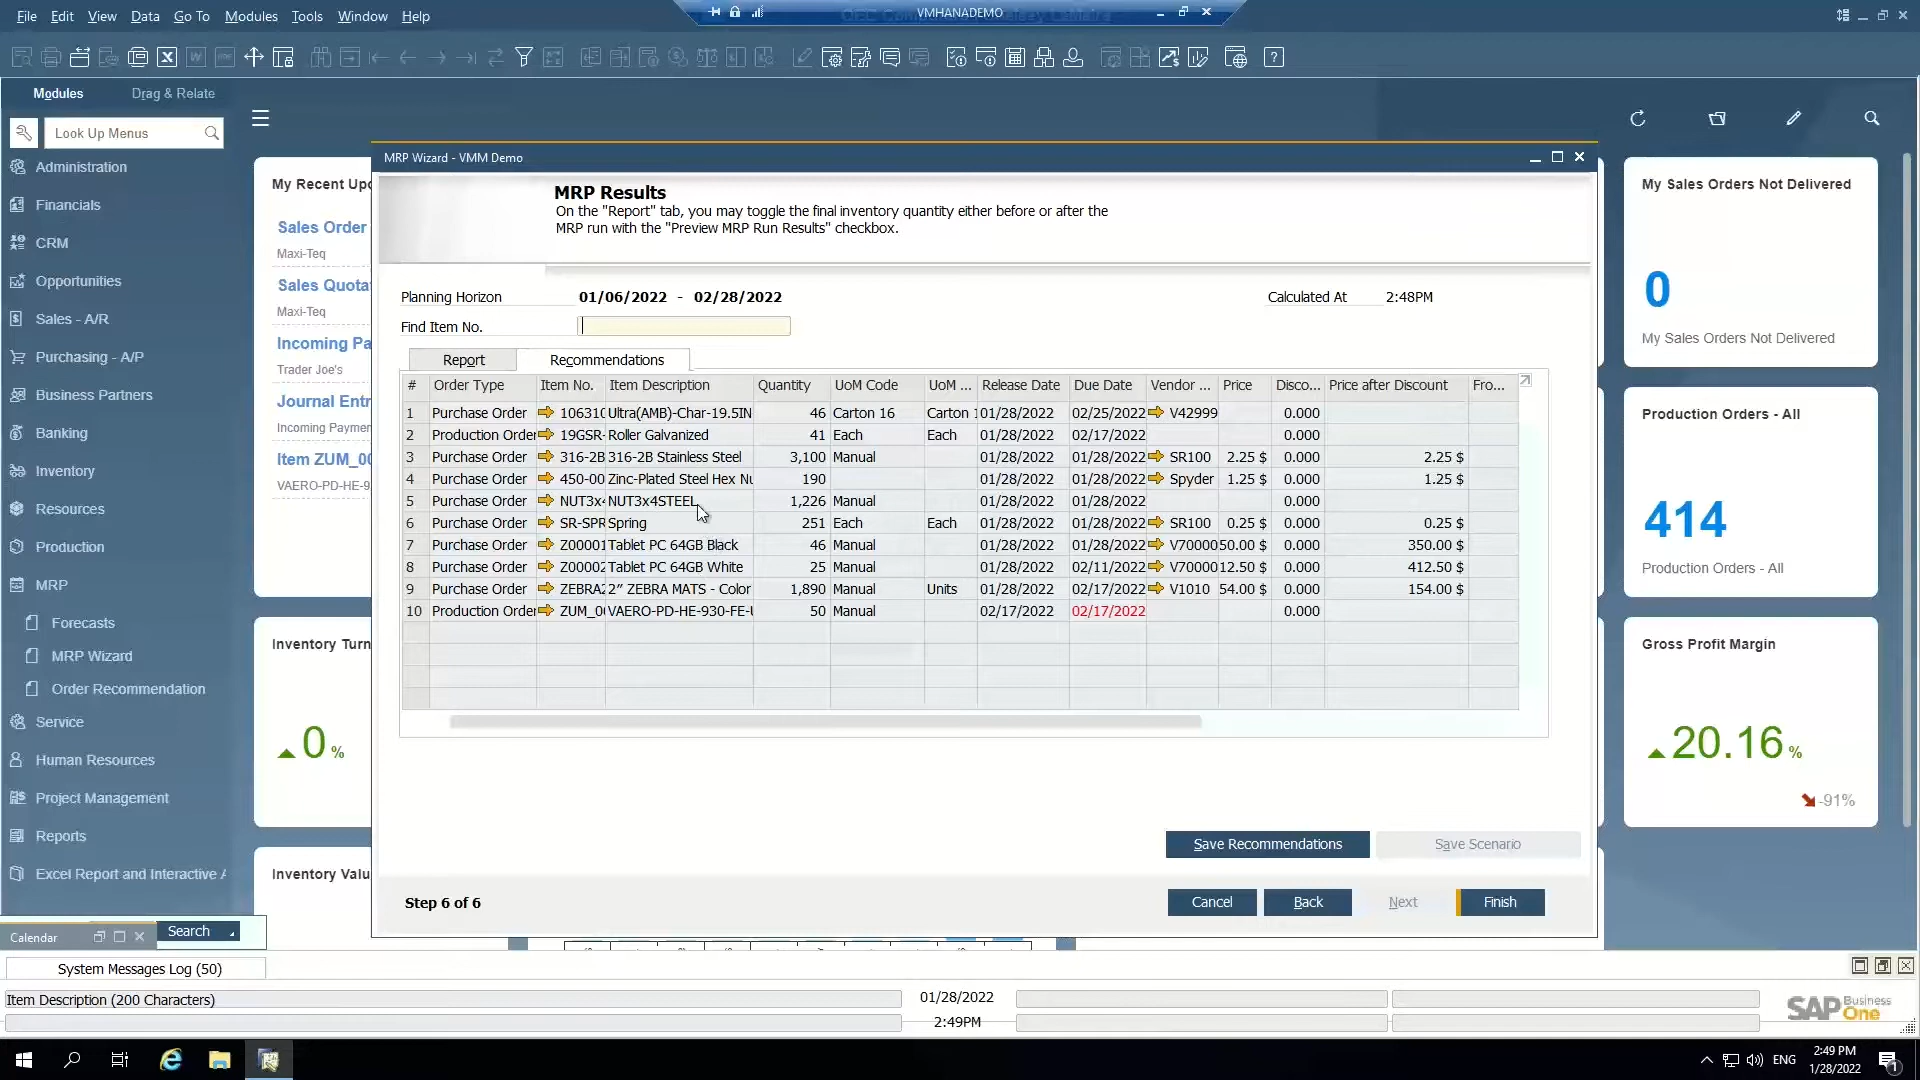 File Edit View Data Go To Modules Tools Window Help
VMHANADEMO
Modules Drag & Relate
Look Up Menus
Administration
Financials
CRM
Opportunities
Sales - A/R
Purchasing - A/P
Business Partners
Banking
Inventory
Resources
Production
MRP
Forecasts
MRP Wizard
Order Recommendation
Service
Human Resources
Project Management
Reports
Excel Report and Interactive
Calendar
Search
My Recent Upd
Sales Order
Maxi-Teq
Sales Quota
Maxi-Teq
Incoming Pa
Trader Joe's
Journal Entr
Incoming Paymer
Item ZUM_00
VAERO-PD-HE-9
Inventory Turn
0 %
Inventory Valu
MRP Wizard - VMM Demo
MRP Results
On the "Report" tab, you may toggle the final inventory quantity either before or after the
MRP run with the "Preview MRP Run Results" checkbox.
Planning Horizon 01/06/2022 - 02/28/2022 Calculated At 2:48PM
Find Item No.
Report Recommendations
# Order Type Item No. Item Description Quantity UoM Code UoM ... Release Date Due Date Vendor ... Price Disco... Price after Discount Fro...
1 Purchase Order 106310 Ultra(AMB)-Char-19.5IN 46 Carton 16 Carton 1 01/28/2022 02/25/2022 V42999 0.000
2 Production Order 19GSR- Roller Galvanized 41 Each Each 01/28/2022 02/17/2022 0.000
3 Purchase Order 316-2B 316-2B Stainless Steel 3,100 Manual 01/28/2022 01/28/2022 SR100 2.25 $ 0.000 2.25 $
4 Purchase Order 450-00 Zinc-Plated Steel Hex Nu 190 01/28/2022 01/28/2022 Spyder 1.25 $ 0.000 1.25 $
5 Purchase Order NUT3x4 NUT3x4STEEL 1,226 Manual 01/28/2022 01/28/2022 0.000
6 Purchase Order SR-SPR Spring 251 Each Each 01/28/2022 01/28/2022 SR100 0.25 $ 0.000 0.25 $
7 Purchase Order Z00001 Tablet PC 64GB Black 46 Manual 01/28/2022 01/28/2022 V70000 50.00 $ 0.000 350.00 $
8 Purchase Order Z00002 Tablet PC 64GB White 25 Manual 01/28/2022 02/11/2022 V70000 12.50 $ 0.000 412.50 $
9 Purchase Order ZEBRA2 2" ZEBRA MATS - Color 1,890 Manual Units 01/28/2022 02/17/2022 V1010 54.00 $ 0.000 154.00 $
10 Production Order ZUM_00 VAERO-PD-HE-930-FE-U 50 Manual 02/17/2022 02/17/2022 0.000
Save Recommendations Save Scenario
Step 6 of 6 Cancel Back Next Finish
My Sales Orders Not Delivered
0
My Sales Orders Not Delivered
Production Orders - All
414
Production Orders - All
Gross Profit Margin
20.16 %
-91%
System Messages Log (50)
Item Description (200 Characters) 01/28/2022
2:49PM
SAP Business One
ENG 2:49 PM
1/28/2022
1